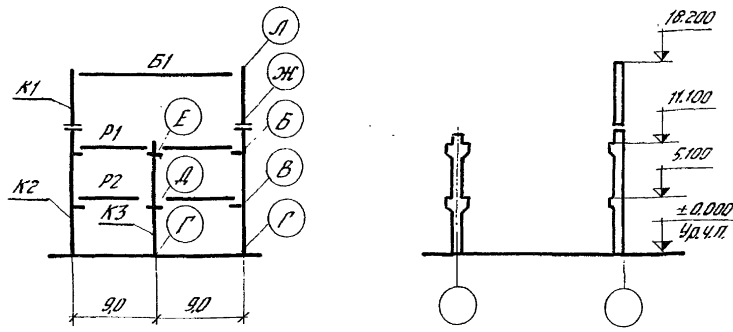 Л
Б1
Ж
К1
Е
Р1
Б
Д
Р2
В
К2
К3
Г
Г
9,0
9,0
18.200
11.100
5.100
±0.000
Ур.ч.п.